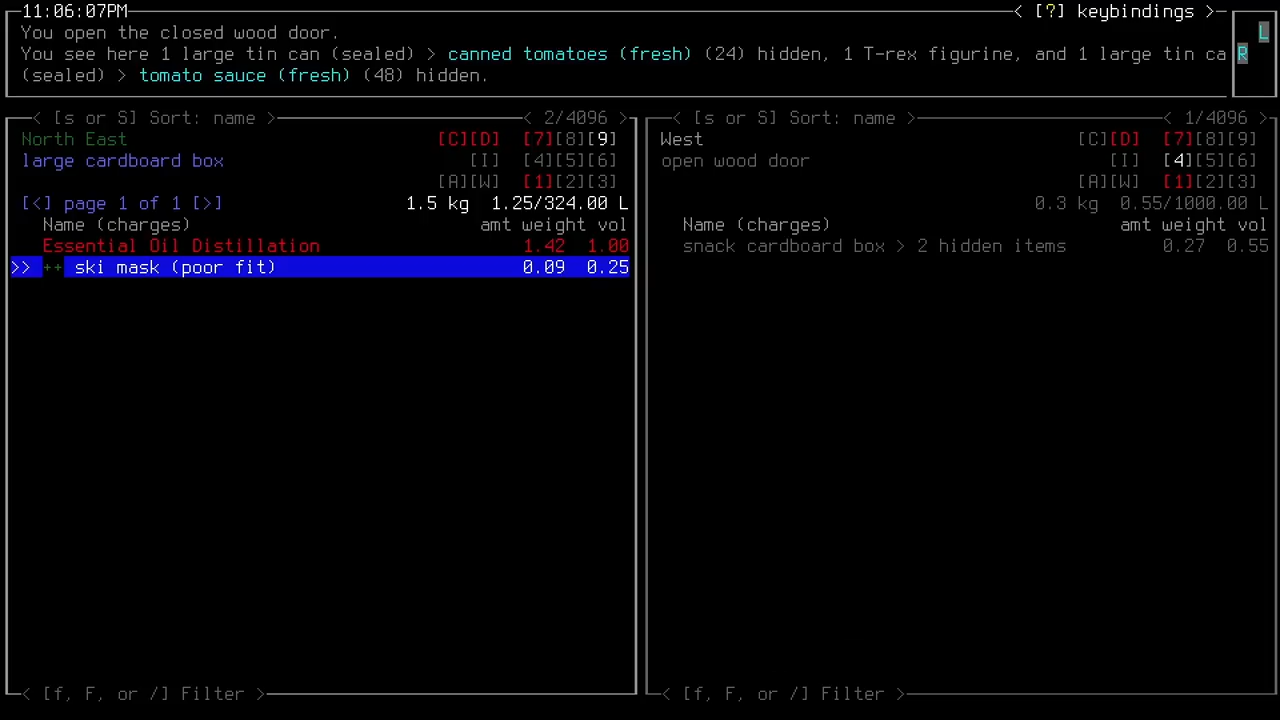 11:06:07PM < [?] keybindings >
You open the closed wood door.
You see here 1 large tin can (sealed) > canned tomatoes (fresh) (24) hidden, 1 T-rex figurine, and 1 large tin ca
(sealed) > tomato sauce (fresh) (48) hidden.
L
R
< [s or S] Sort: name > < 2/4096 >
North East [C][D] [7][8][9]
large cardboard box [I] [4][5][6]
[A][W] [1][2][3]
[<] page 1 of 1 [>] 1.5 kg 1.25/324.00 L
Name (charges) amt weight vol
Essential Oil Distillation 1.42 1.00
>> ++ ski mask (poor fit) 0.09 0.25
< [f, F, or /] Filter >
< [s or S] Sort: name > < 1/4096 >
West [C][D] [7][8][9]
open wood door [I] [4][5][6]
[A][W] [1][2][3]
0.3 kg 0.55/1000.00 L
Name (charges) amt weight vol
snack cardboard box > 2 hidden items 0.27 0.55
< [f, F, or /] Filter >